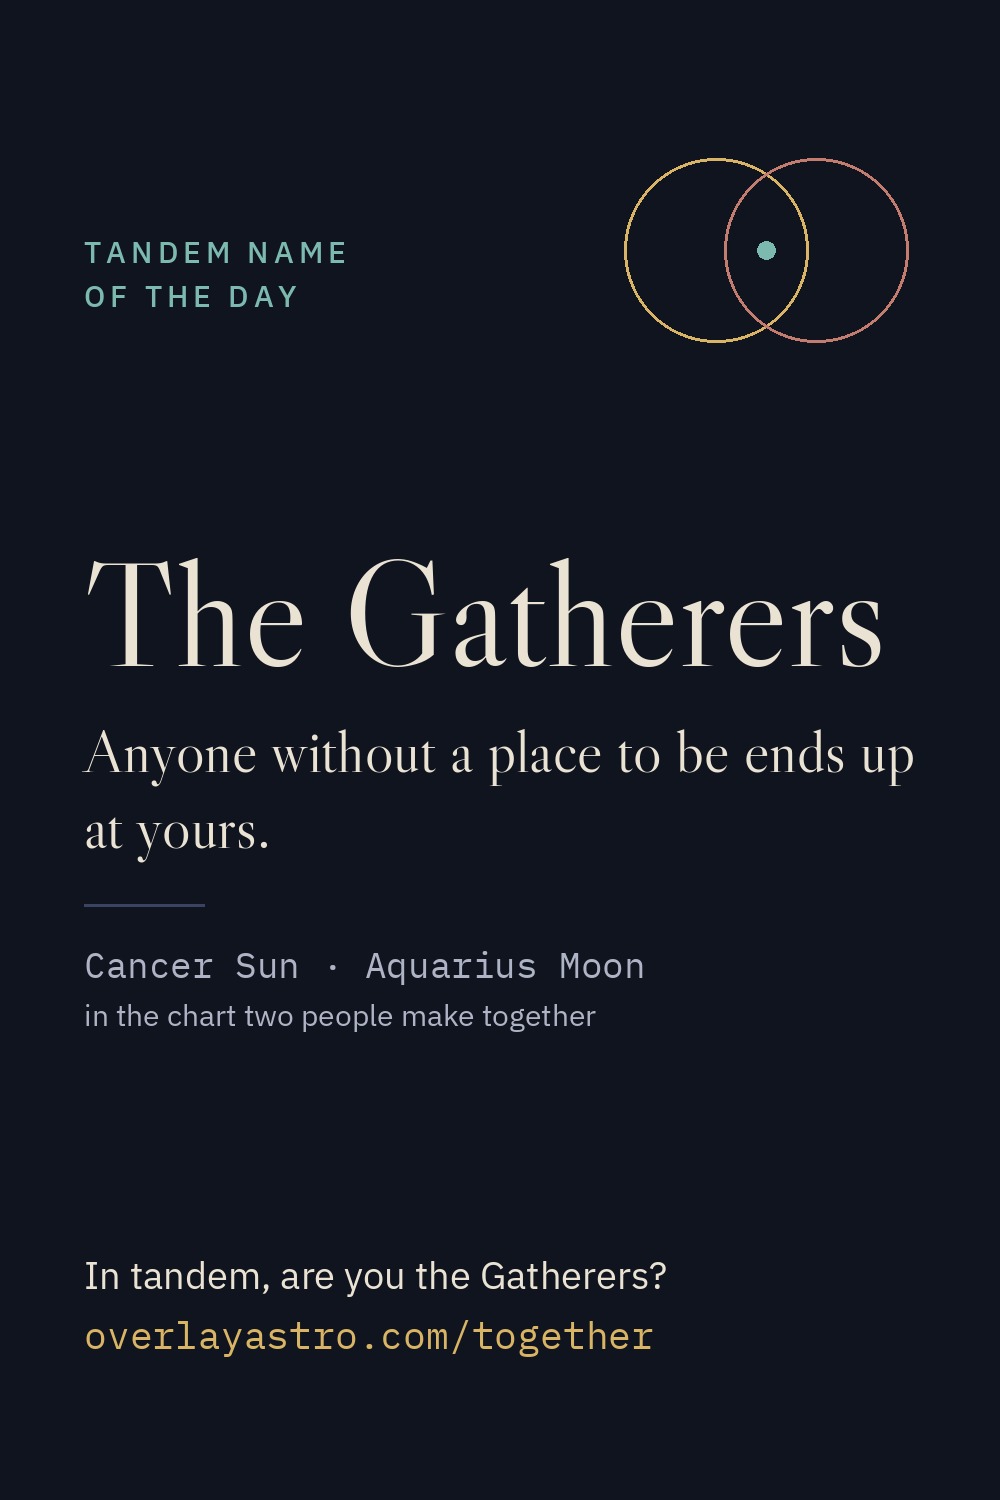 TANDEM NAME
OF THE DAY
The Gatherers
Anyone without a place to be ends up
at yours.
Cancer Sun · Aquarius Moon
in the chart two people make together
In tandem, are you the Gatherers?
overlayastro.com/together